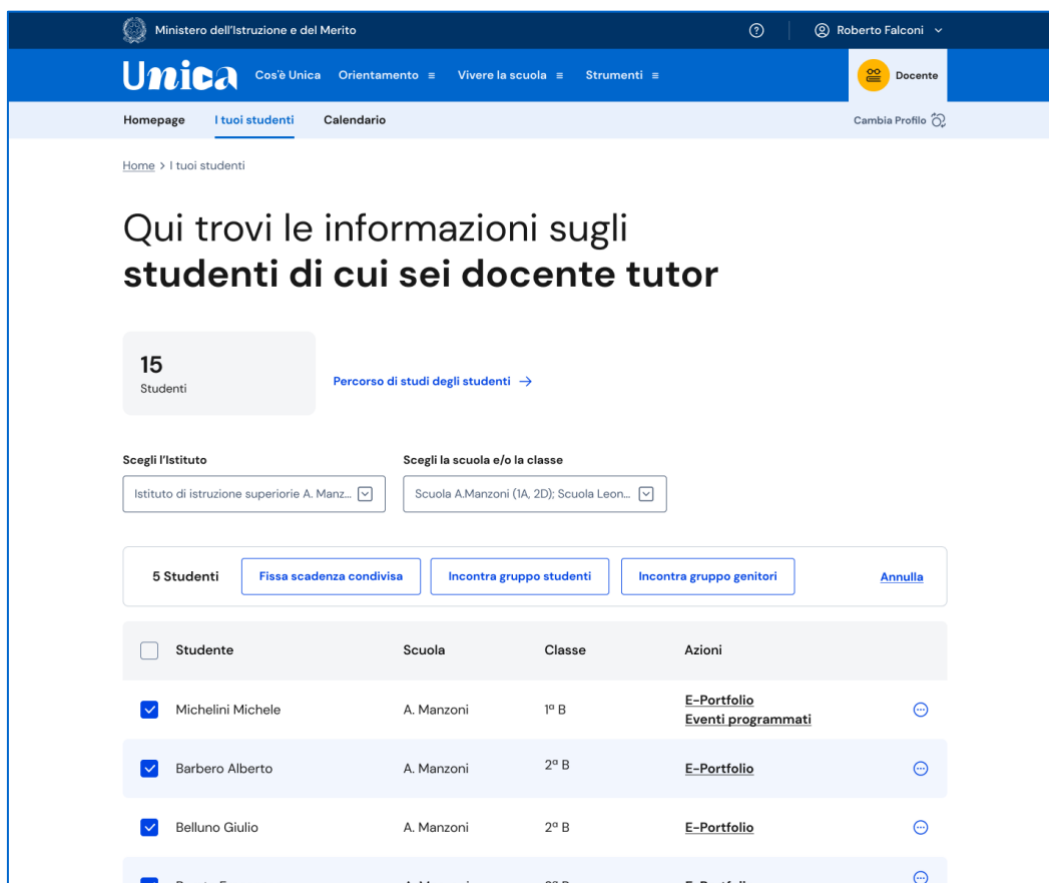 Ministero dell'Istruzione e del Merito
Roberto Falconi
Unica
Cos'è Unica Orientamento Vivere la scuola Strumenti
Docente
Homepage I tuoi studenti Calendario
Cambia Profilo
Home > I tuoi studenti
Qui trovi le informazioni sugli
studenti di cui sei docente tutor
15
Studenti
Percorso di studi degli studenti →
Scegli l'Istituto Scegli la scuola e/o la classe
Istituto di istruzione superiorie A. Manz... Scuola A.Manzoni (1A, 2D); Scuola Leon...
5 Studenti Fissa scadenza condivisa Incontra gruppo studenti Incontra gruppo genitori Annulla
Studente Scuola Classe Azioni
Michelini Michele A. Manzoni 1ª B E-Portfolio
Eventi programmati
Barbero Alberto A. Manzoni 2ª B E-Portfolio
Belluno Giulio A. Manzoni 2ª B E-Portfolio